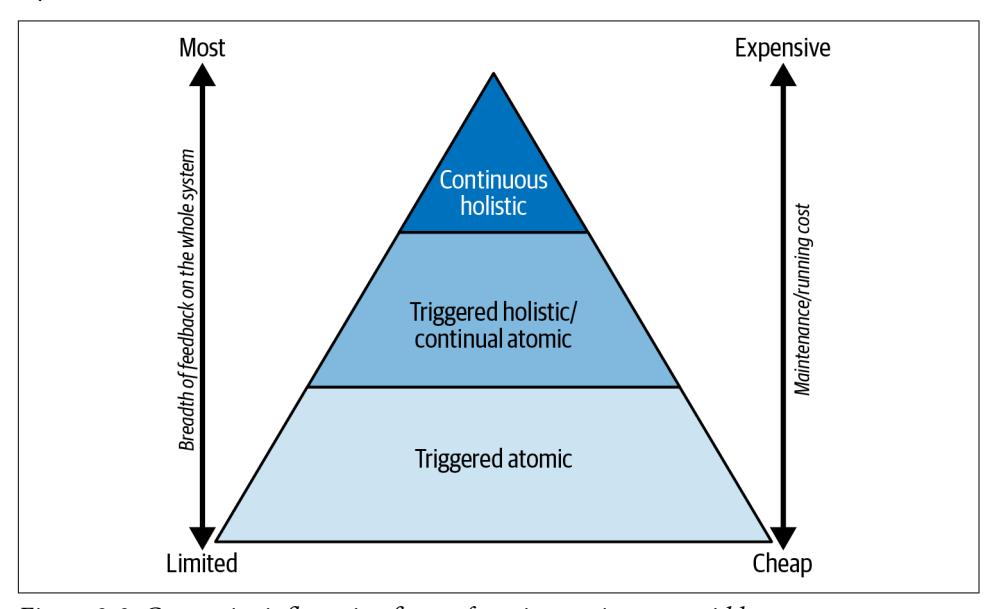 Most
Expensive
Breadth of feedback on the whole system
Continuous
holistic
Triggered holistic/
continual atomic
Triggered atomic
Maintenance/running cost
Limited
Cheap